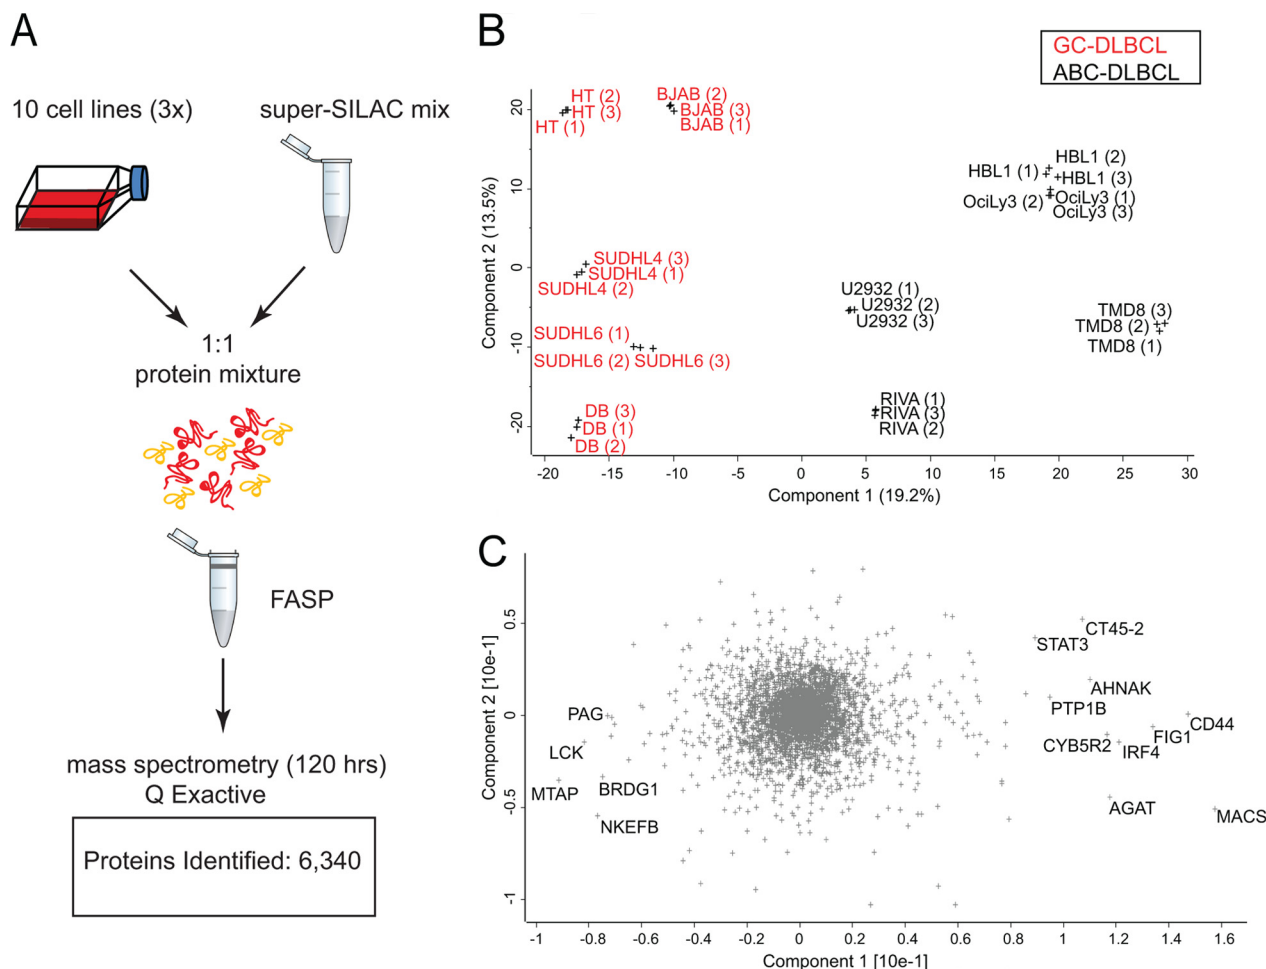 A
10 cell lines (3x)
super-SILAC mix
1:1
protein mixture
FASP
mass spectrometry (120 hrs)
Q Exactive
Proteins Identified: 6,340
B
GC-DLBCL
ABC-DLBCL
Component 2 (13.5%)
20
10
0
-10
-20
HT (2)
HT (3)
HT (1)
BJAB (2)
BJAB (3)
BJAB (1)
HBL1 (2)
HBL1 (1)
HBL1 (3)
OciLy3 (1)
OciLy3 (2)
OciLy3 (3)
SUDHL4 (3)
SUDHL4 (1)
SUDHL4 (2)
U2932 (1)
U2932 (2)
U2932 (3)
TMD8 (3)
TMD8 (2)
TMD8 (1)
SUDHL6 (1)
SUDHL6 (2) SUDHL6 (3)
DB (3)
DB (1)
DB (2)
RIVA (1)
RIVA (3)
RIVA (2)
-20 -15 -10 -5 0 5 10 15 20 25 30
Component 1 (19.2%)
C
Component 2 [10e-1]
0.5
0
-0.5
-1
CT45-2
STAT3
AHNAK
PTP1B
CD44
FIG1
CYB5R2
IRF4
AGAT
MACS
PAG
LCK
MTAP
BRDG1
NKEFB
-1 -0.8 -0.6 -0.4 -0.2 0 0.2 0.4 0.6 0.8 1 1.2 1.4 1.6
Component 1 [10e-1]